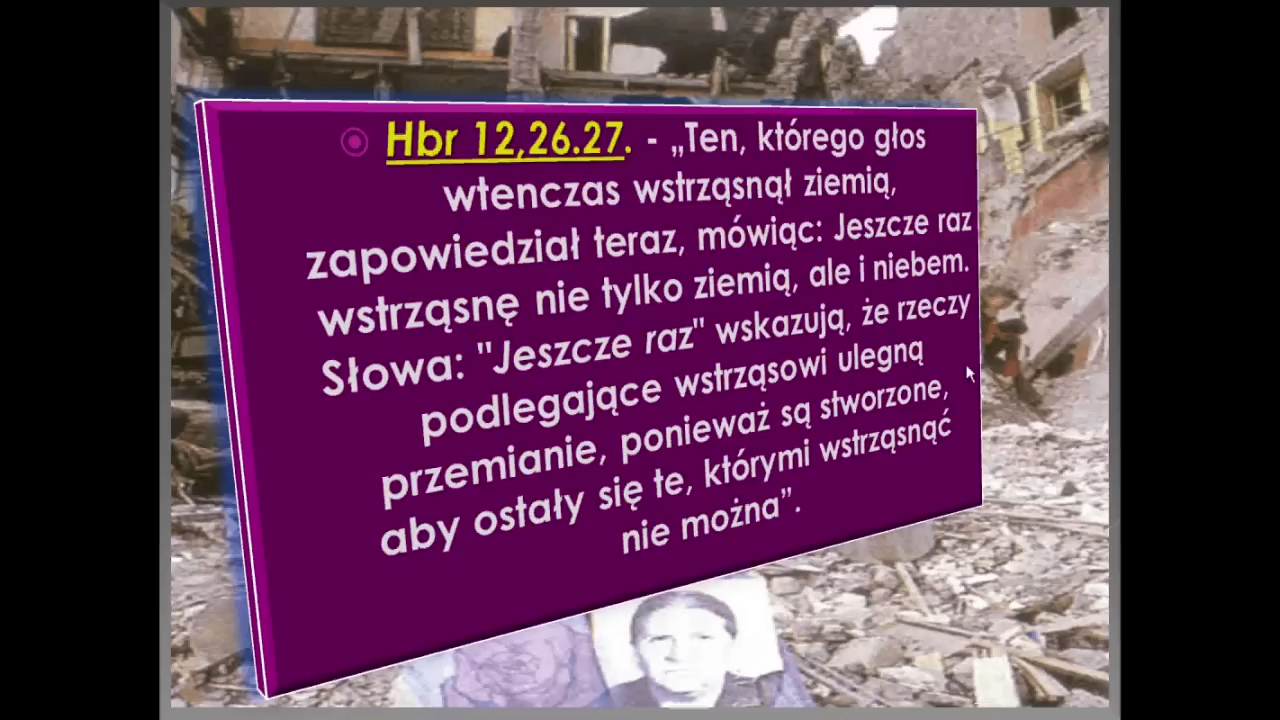 Hbr 12,26.27. - „Ten, którego głos
wtenczas wstrząsnął ziemią,
zapowiedział teraz, mówiąc: Jeszcze raz
wstrząsnę nie tylko ziemią, ale i niebem.
Słowa: "Jeszcze raz" wskazują, że rzeczy
podlegające wstrząsowi ulegną
przemianie, ponieważ są stworzone,
aby ostały się te, którymi wstrząsnąć
nie można”.